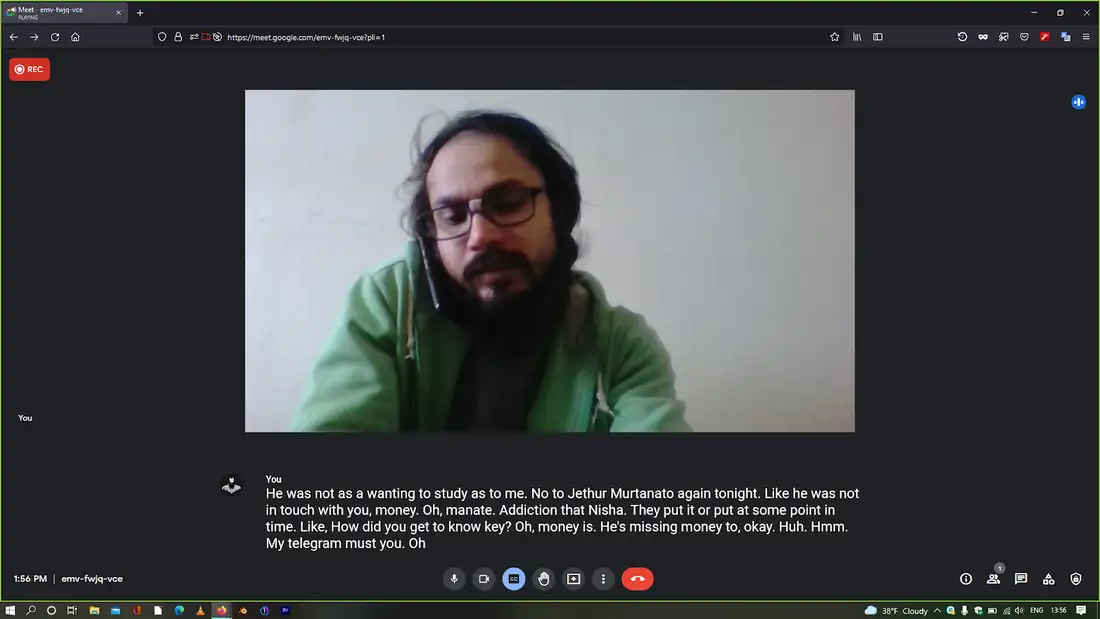 Meet - emv-fwjq-vce
PLAYING
https://meet.google.com/emv-fwjq-vce?pli=1
REC
You
You
He was not as a wanting to study as to me. No to Jethur Murtanato again tonight. Like he was not
in touch with you, money. Oh, manate. Addiction that Nisha. They put it or put at some point in
time. Like, How did you get to know key? Oh, money is. He's missing money to, okay. Huh. Hmm.
My telegram must you. Oh
1:56 PM | emv-fwjq-vce
CC
1
38°F Cloudy
ENG
13:56